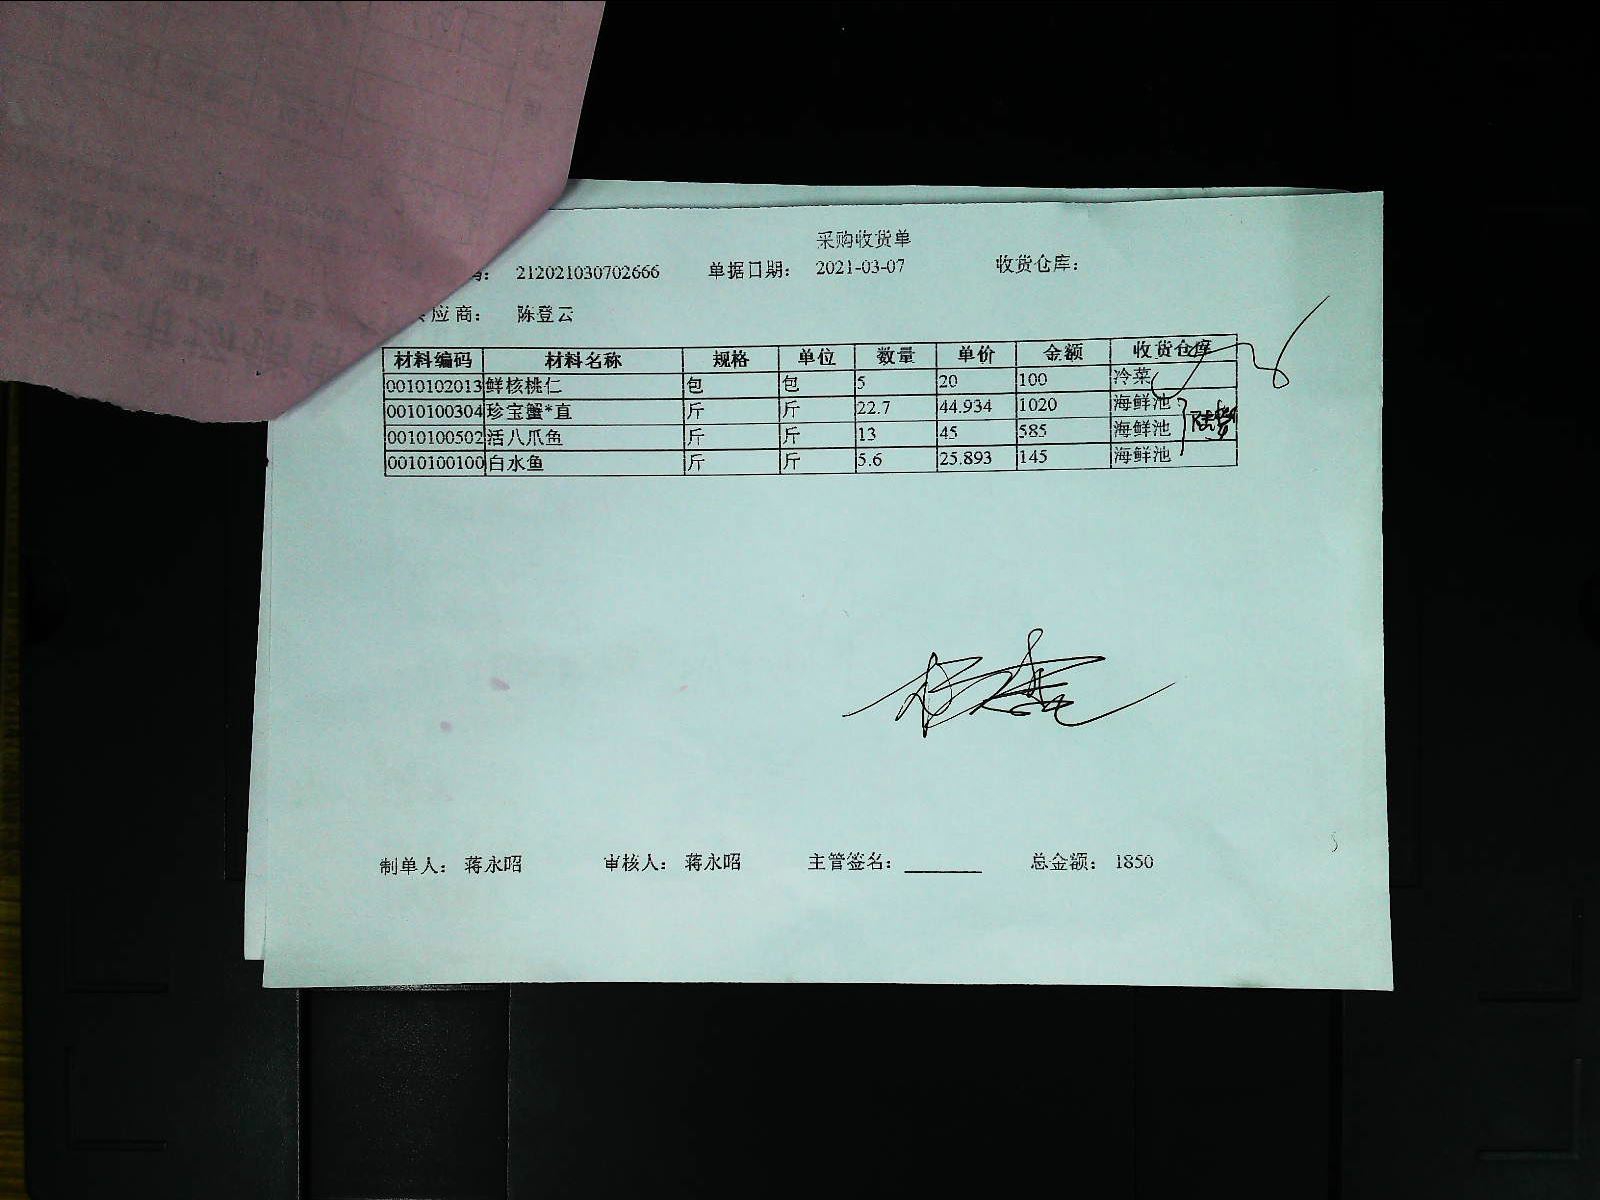 采购收货单
码： 212021030702666 单据日期： 2021-03-07 收货仓库：
应商： 陈登云
材料编码 材料名称 规格 单位 数量 单价 金额 收货仓库
0010102013 鲜核桃仁 包 包 5 20 100 冷菜
0010100304 珍宝蟹*直 斤 斤 22.7 44.934 1020 海鲜池
0010100502 活八爪鱼 斤 斤 13 45 585 海鲜池
0010100100 白水鱼 斤 斤 5.6 25.893 145 海鲜池
制单人： 蒋永昭 审核人： 蒋永昭 主管签名： 总金额： 1850